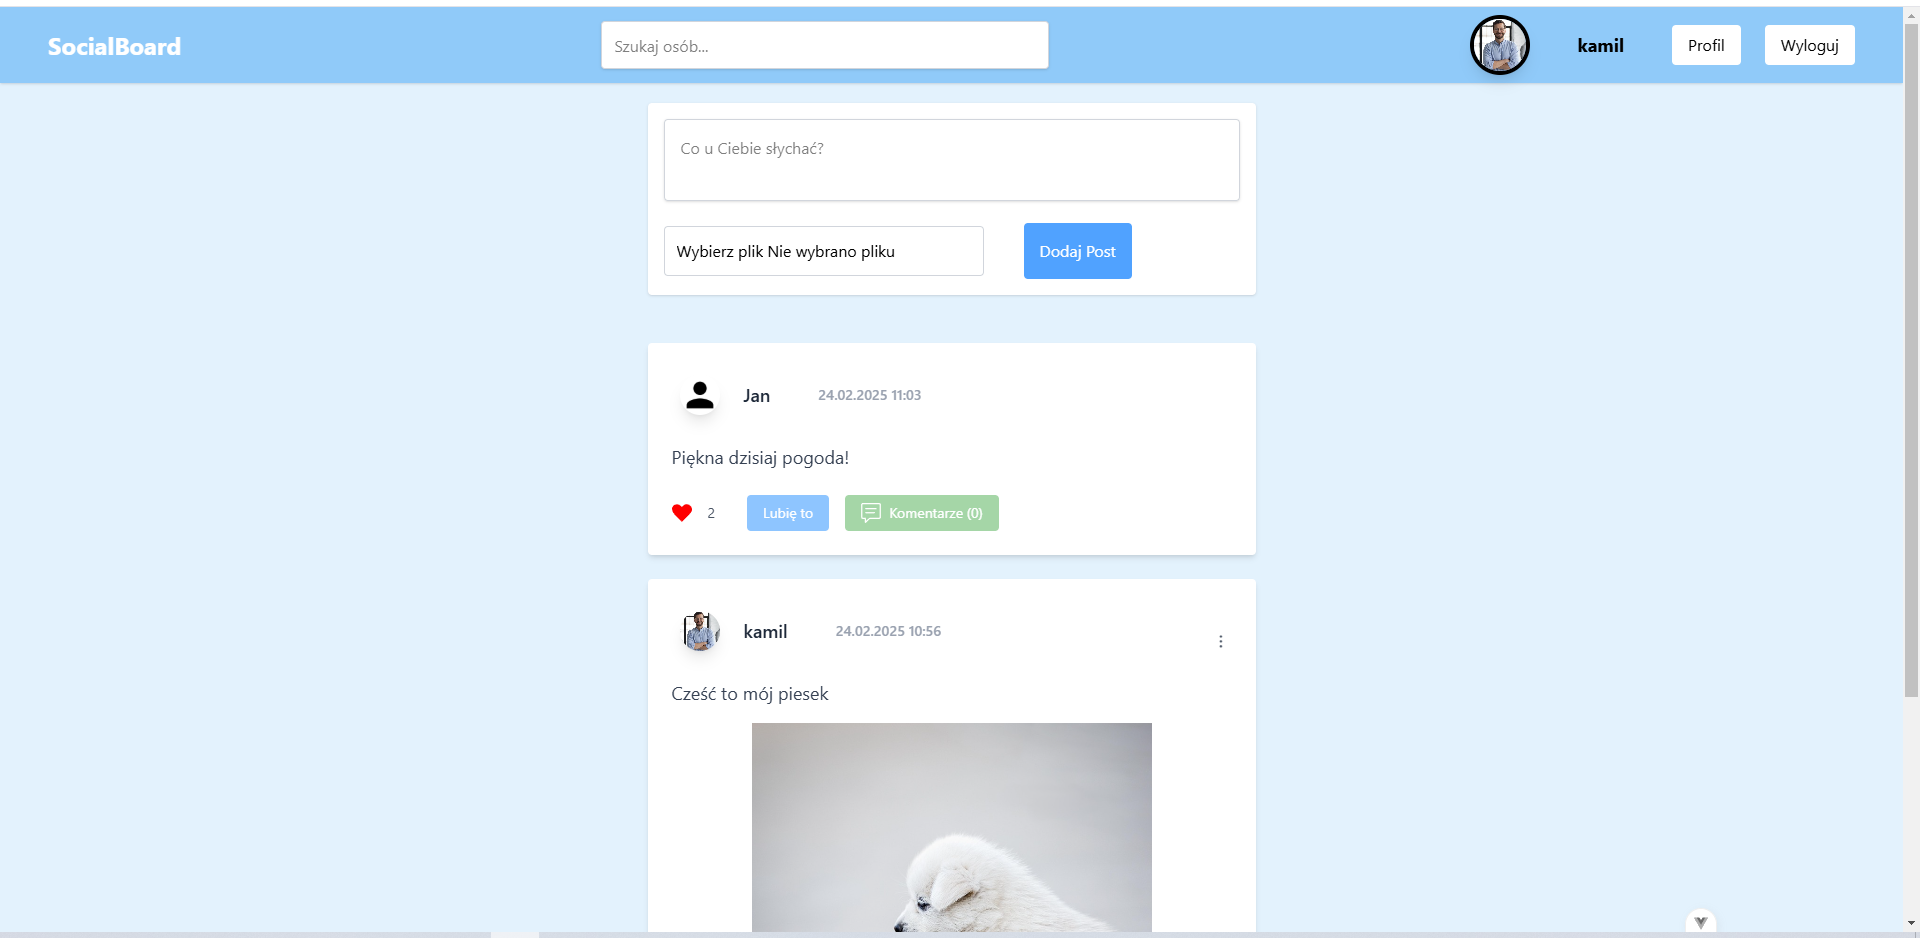 SocialBoard
Szukaj osób...
kamil
Profil
Wyloguj
Co u Ciebie słychać?
Wybierz plik Nie wybrano pliku
Dodaj Post
Jan 24.02.2025 11:03
Piękna dzisiaj pogoda!
2 Lubię to Komentarze (0)
kamil 24.02.2025 10:56
Cześć to mój piesek